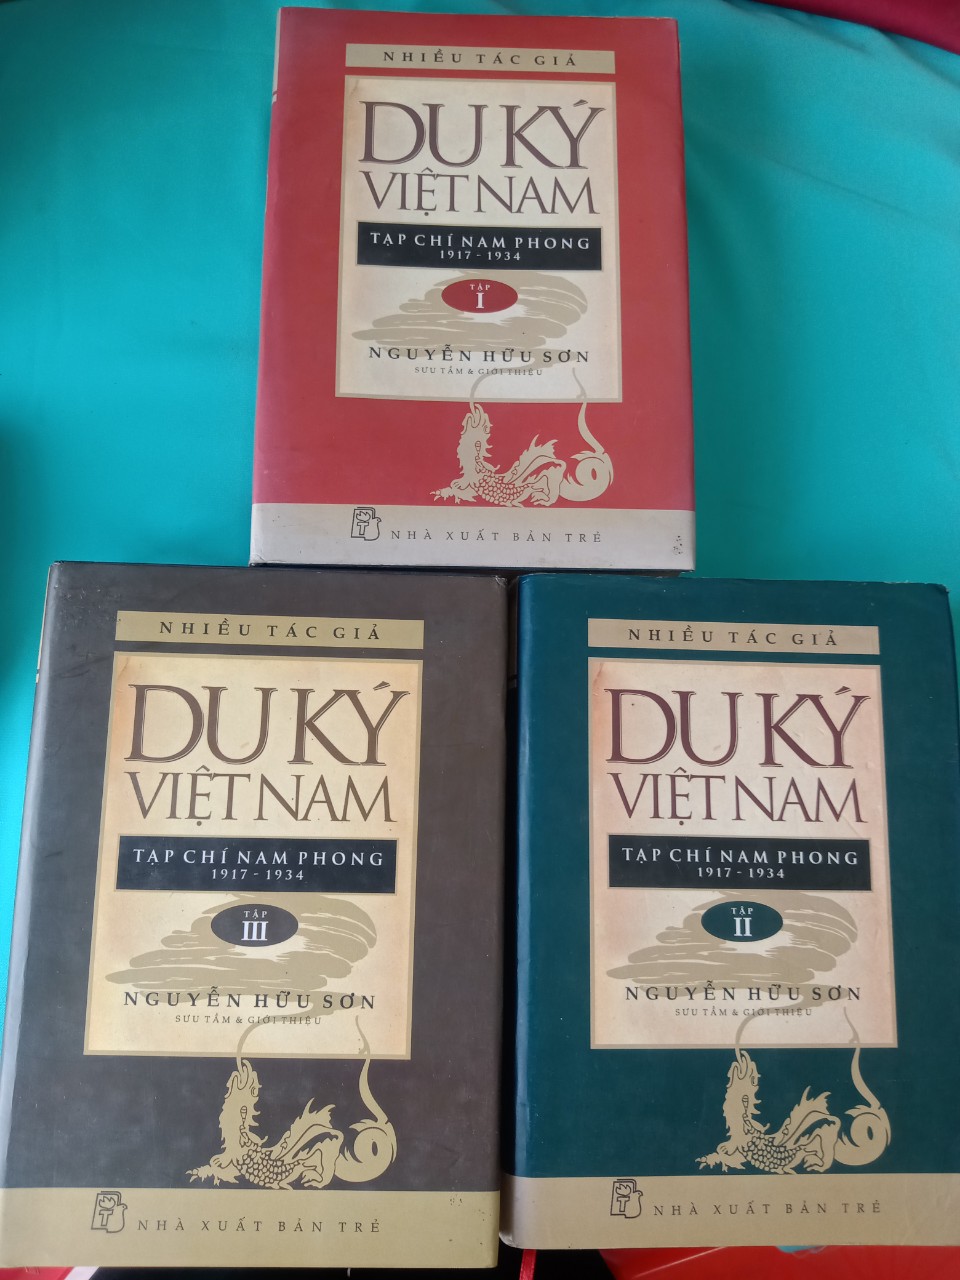 NHIỀU TÁC GIẢ
DU KÝ
VIỆT NAM
TẠP CHÍ NAM PHONG
1917 - 1934
TẬP
I
NGUYỄN HỮU SƠN
SƯU TẦM & GIỚI THIỆU
NHÀ XUẤT BẢN TRẺ
NHIỀU TÁC GIẢ
DU KÝ
VIỆT NAM
TẠP CHÍ NAM PHONG
1917 - 1934
TẬP
III
NGUYỄN HỮU SƠN
SƯU TẦM & GIỚI THIỆU
NHÀ XUẤT BẢN TRẺ
NHIỀU TÁC GIẢ
DU KÝ
VIỆT NAM
TẠP CHÍ NAM PHONG
1917 - 1934
TẬP
II
NGUYỄN HỮU SƠN
SƯU TẦM & GIỚI THIỆU
NHÀ XUẤT BẢN TRẺ